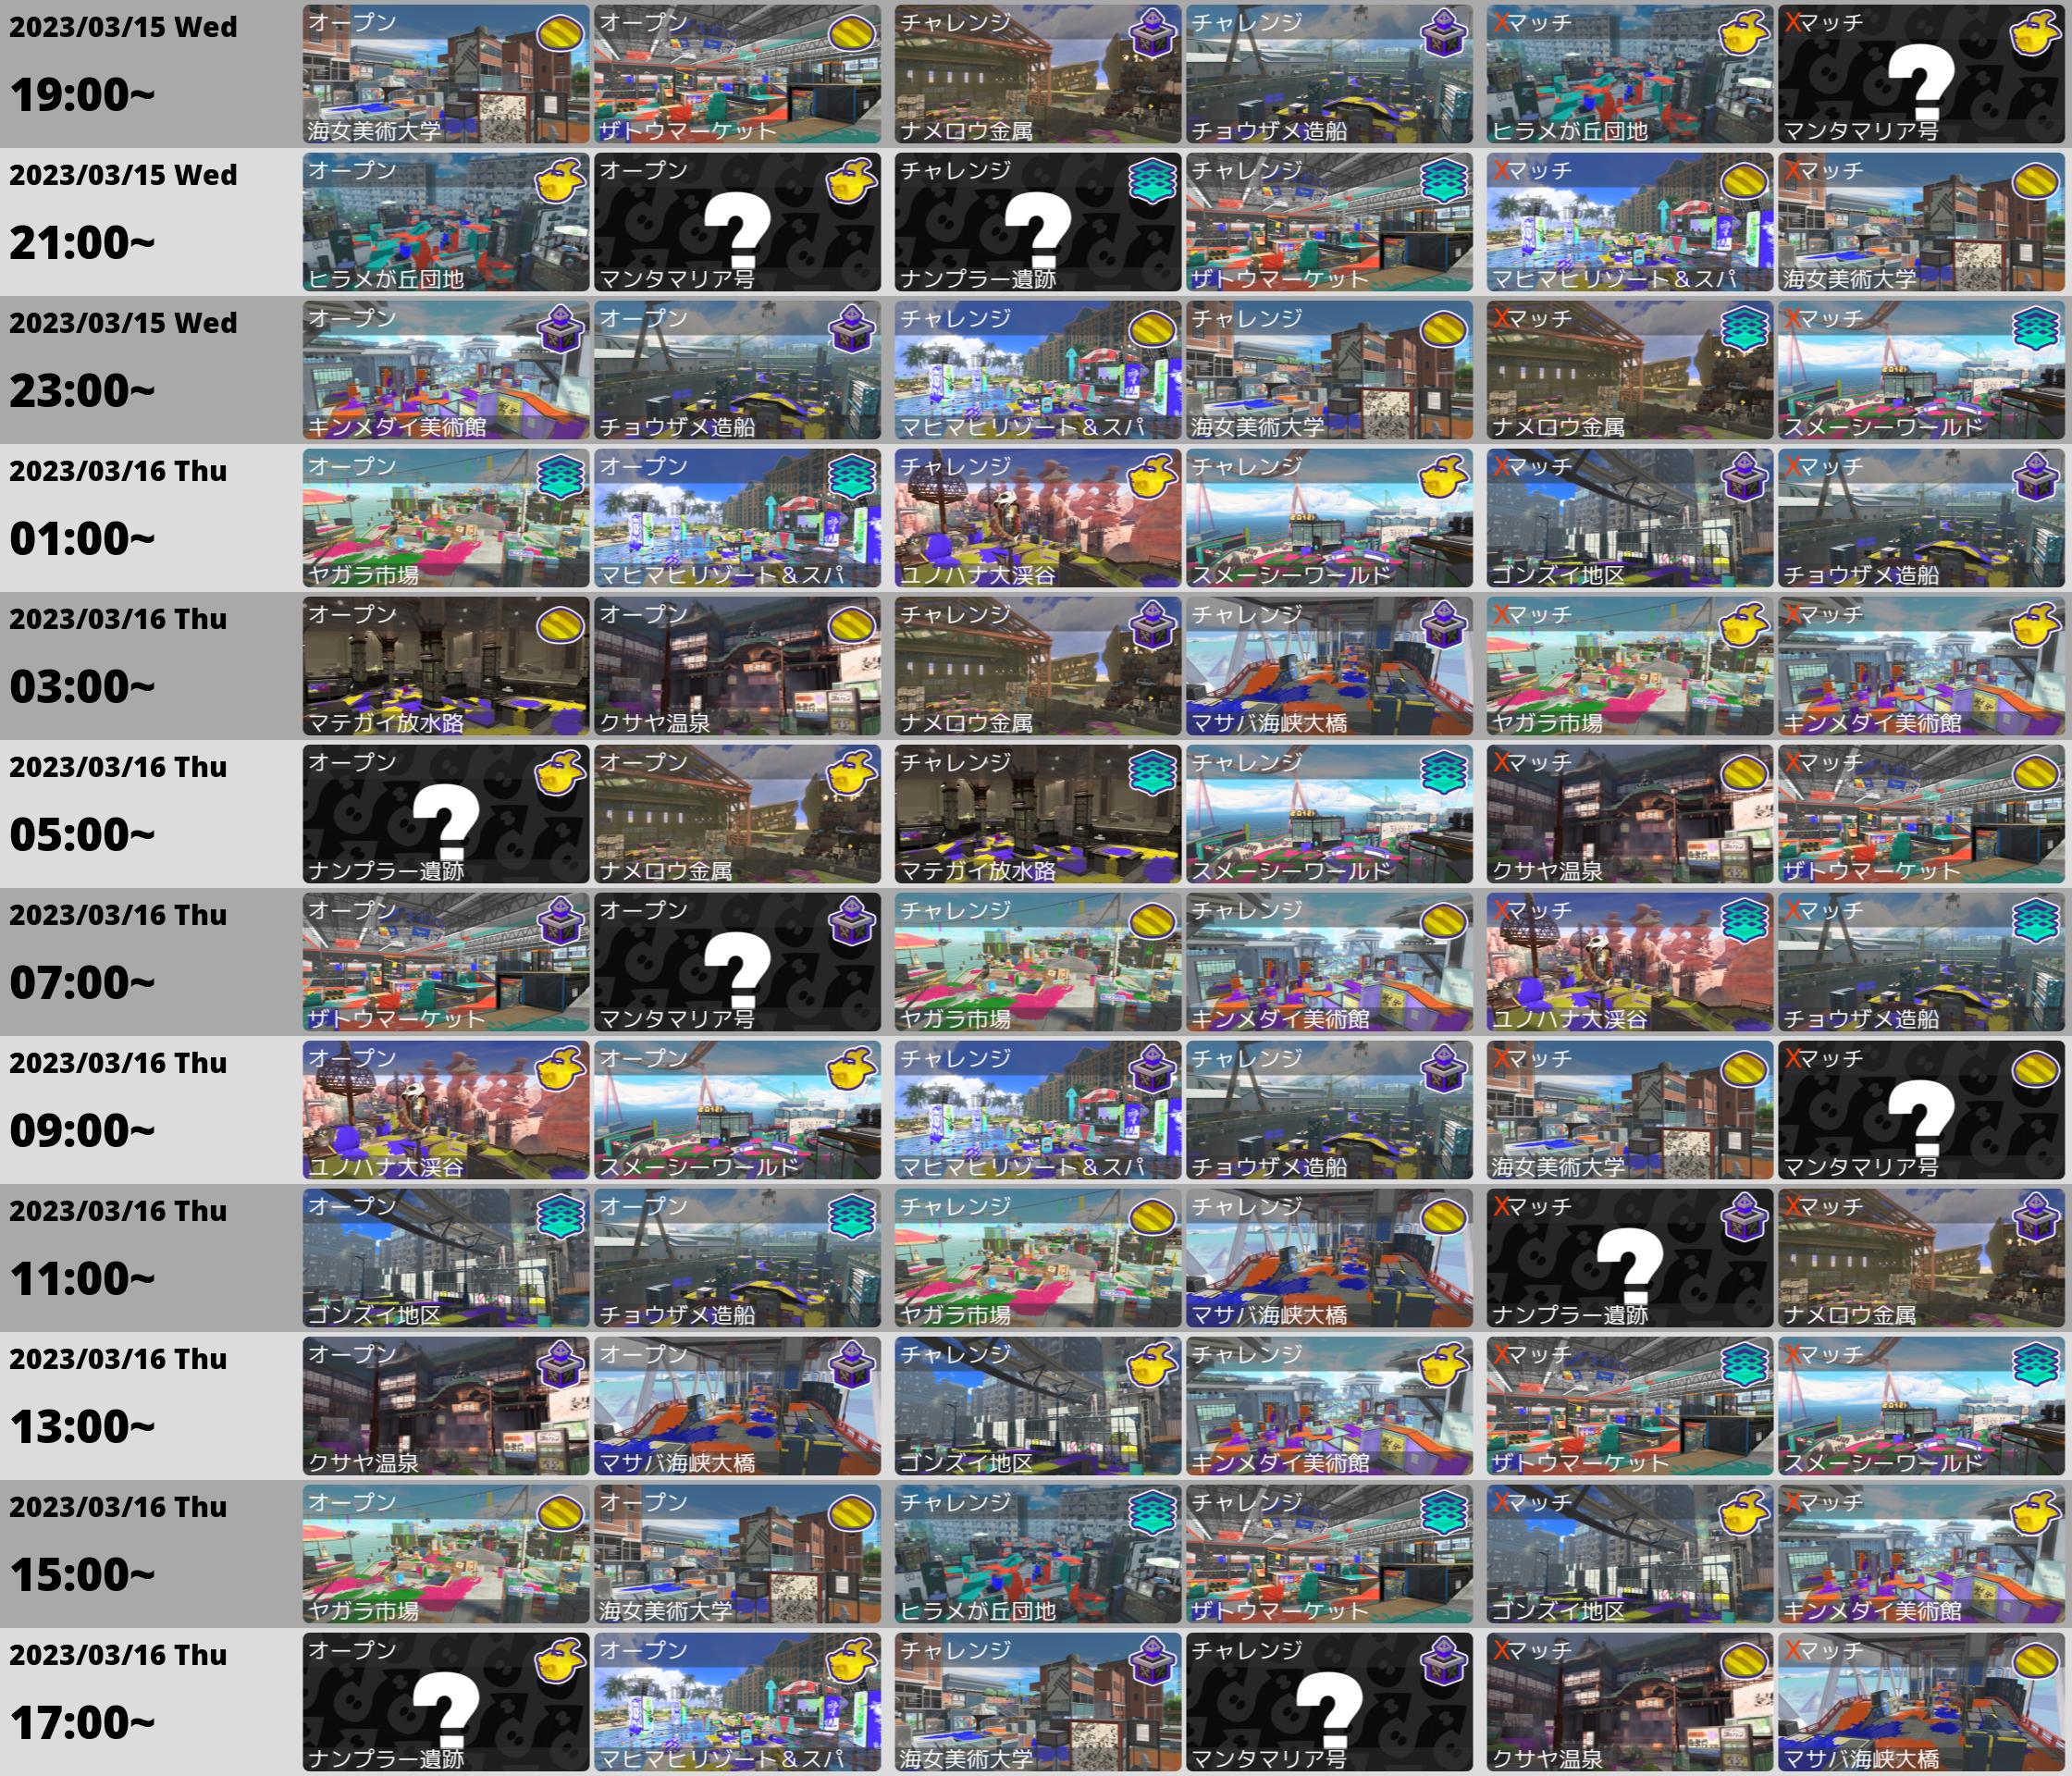 2023/03/15 Wed
19:00~
オープン オープン チャレンジ チャレンジ Xマッチ Xマッチ
海女美術大学 ザトウマーケット ナメロウ金属 チョウザメ造船 ヒラメが丘団地 マンタマリア号
2023/03/15 Wed
21:00~
オープン オープン チャレンジ チャレンジ Xマッチ Xマッチ
ヒラメが丘団地 マンタマリア号 ナンプラー遺跡 ザトウマーケット マヒマヒリゾート&スパ 海女美術大学
2023/03/15 Wed
23:00~
オープン オープン チャレンジ チャレンジ Xマッチ Xマッチ
キンメダイ美術館 チョウザメ造船 マヒマヒリゾート&スパ 海女美術大学 ナメロウ金属 スメーシーワールド
2023/03/16 Thu
01:00~
オープン オープン チャレンジ チャレンジ Xマッチ Xマッチ
ヤガラ市場 マヒマヒリゾート&スパ ユノハナ大渓谷 スメーシーワールド ゴンズイ地区 チョウザメ造船
2023/03/16 Thu
03:00~
オープン オープン チャレンジ チャレンジ Xマッチ Xマッチ
マテガイ放水路 クサヤ温泉 ナメロウ金属 マサバ海峡大橋 ヤガラ市場 キンメダイ美術館
2023/03/16 Thu
05:00~
オープン オープン チャレンジ チャレンジ Xマッチ Xマッチ
ナンプラー遺跡 ナメロウ金属 マテガイ放水路 スメーシーワールド クサヤ温泉 ザトウマーケット
2023/03/16 Thu
07:00~
オープン オープン チャレンジ チャレンジ Xマッチ Xマッチ
ザトウマーケット マンタマリア号 ヤガラ市場 キンメダイ美術館 ユノハナ大渓谷 チョウザメ造船
2023/03/16 Thu
09:00~
オープン オープン チャレンジ チャレンジ Xマッチ Xマッチ
ユノハナ大渓谷 スメーシーワールド マヒマヒリゾート&スパ チョウザメ造船 海女美術大学 マンタマリア号
2023/03/16 Thu
11:00~
オープン オープン チャレンジ チャレンジ Xマッチ Xマッチ
ゴンズイ地区 チョウザメ造船 ヤガラ市場 マサバ海峡大橋 ナンプラー遺跡 ナメロウ金属
2023/03/16 Thu
13:00~
オープン オープン チャレンジ チャレンジ Xマッチ Xマッチ
クサヤ温泉 マサバ海峡大橋 ゴンズイ地区 キンメダイ美術館 ザトウマーケット スメーシーワールド
2023/03/16 Thu
15:00~
オープン オープン チャレンジ チャレンジ Xマッチ Xマッチ
ヤガラ市場 海女美術大学 ヒラメが丘団地 ザトウマーケット ゴンズイ地区 キンメダイ美術館
2023/03/16 Thu
17:00~
オープン オープン チャレンジ チャレンジ Xマッチ Xマッチ
ナンプラー遺跡 マヒマヒリゾート&スパ 海女美術大学 マンタマリア号 クサヤ温泉 マサバ海峡大橋